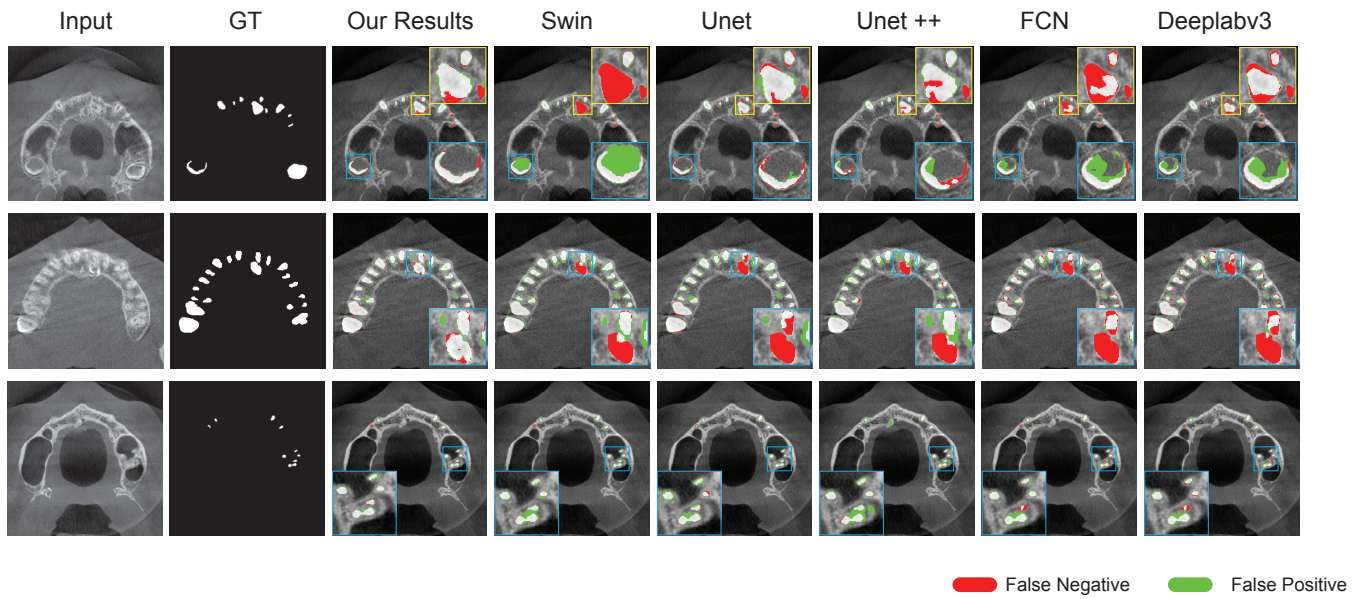 Input GT Our Results Swin Unet Unet ++ FCN Deeplabv3
False Negative False Positive